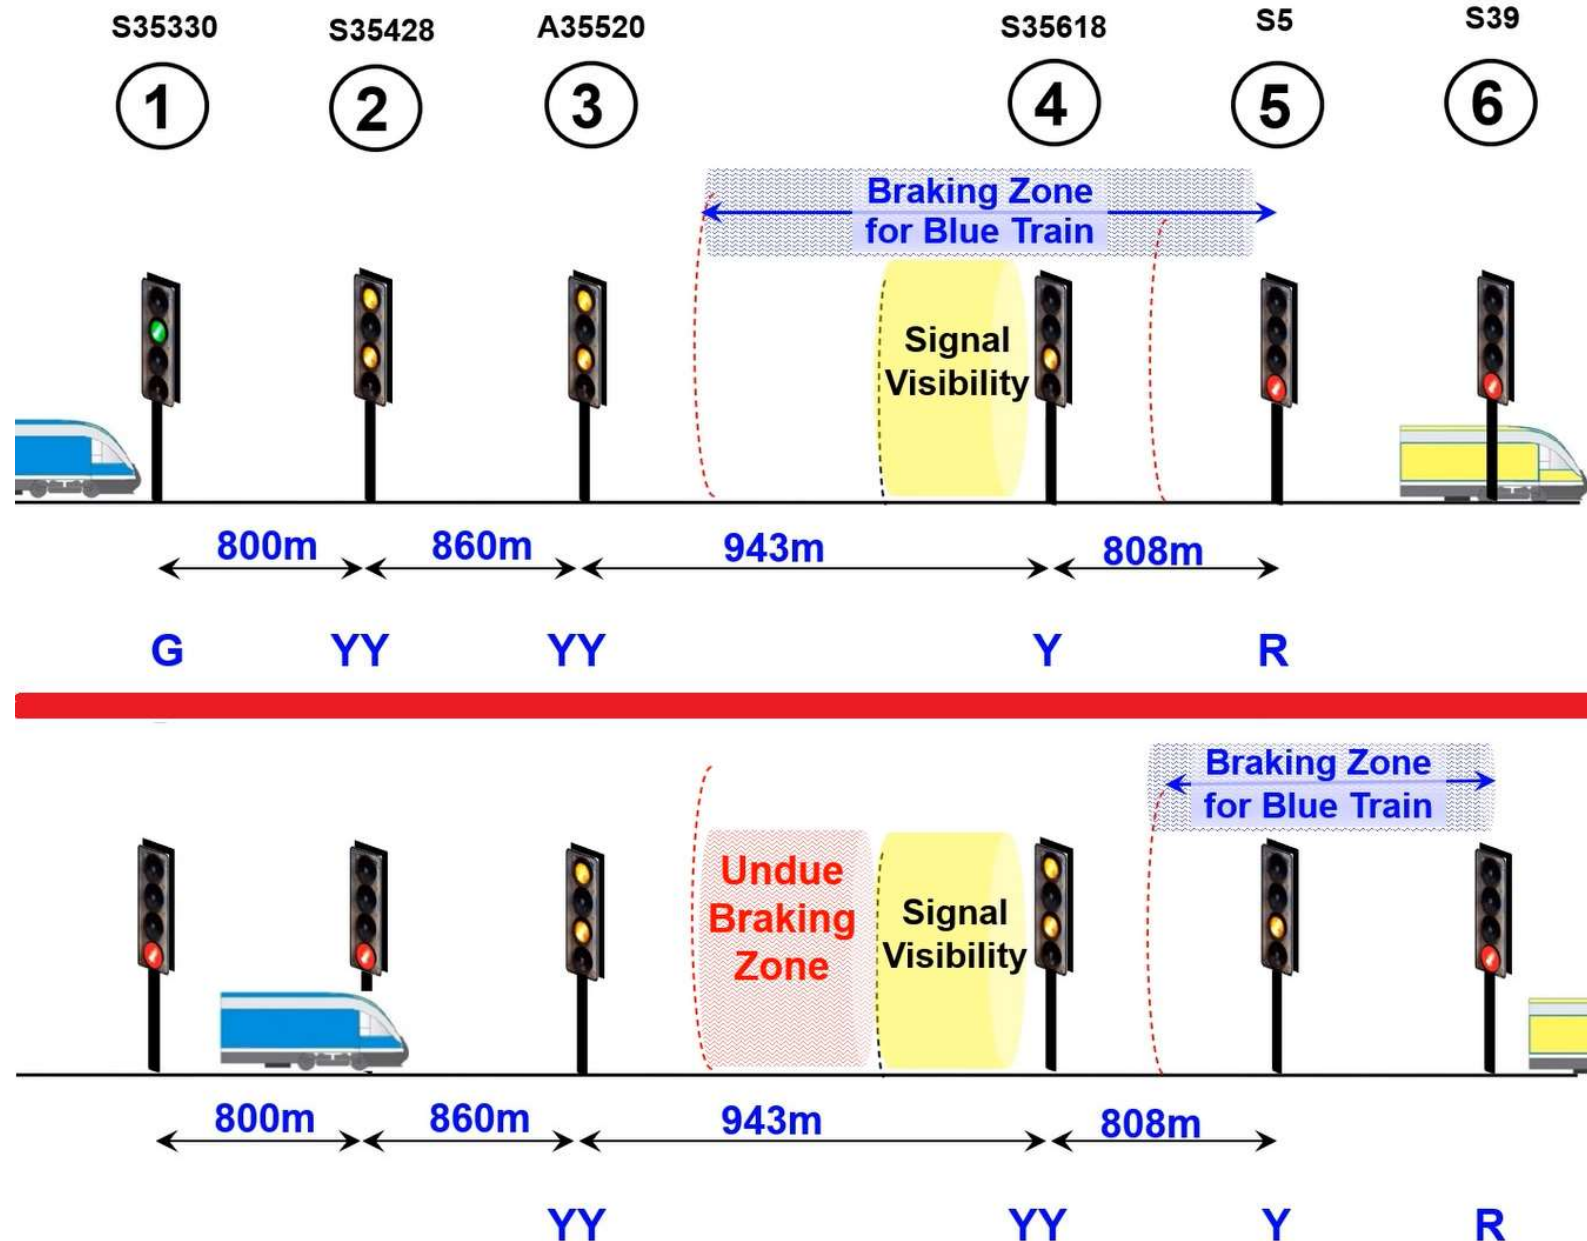 S35330 S35428 A35520 S35618 S5 S39
1 2 3 4 5 6
Braking Zone
for Blue Train
Signal
Visibility
800m 860m 943m 808m
G YY YY Y R
Braking Zone
for Blue Train
Undue
Braking
Zone
Signal
Visibility
800m 860m 943m 808m
YY YY Y R